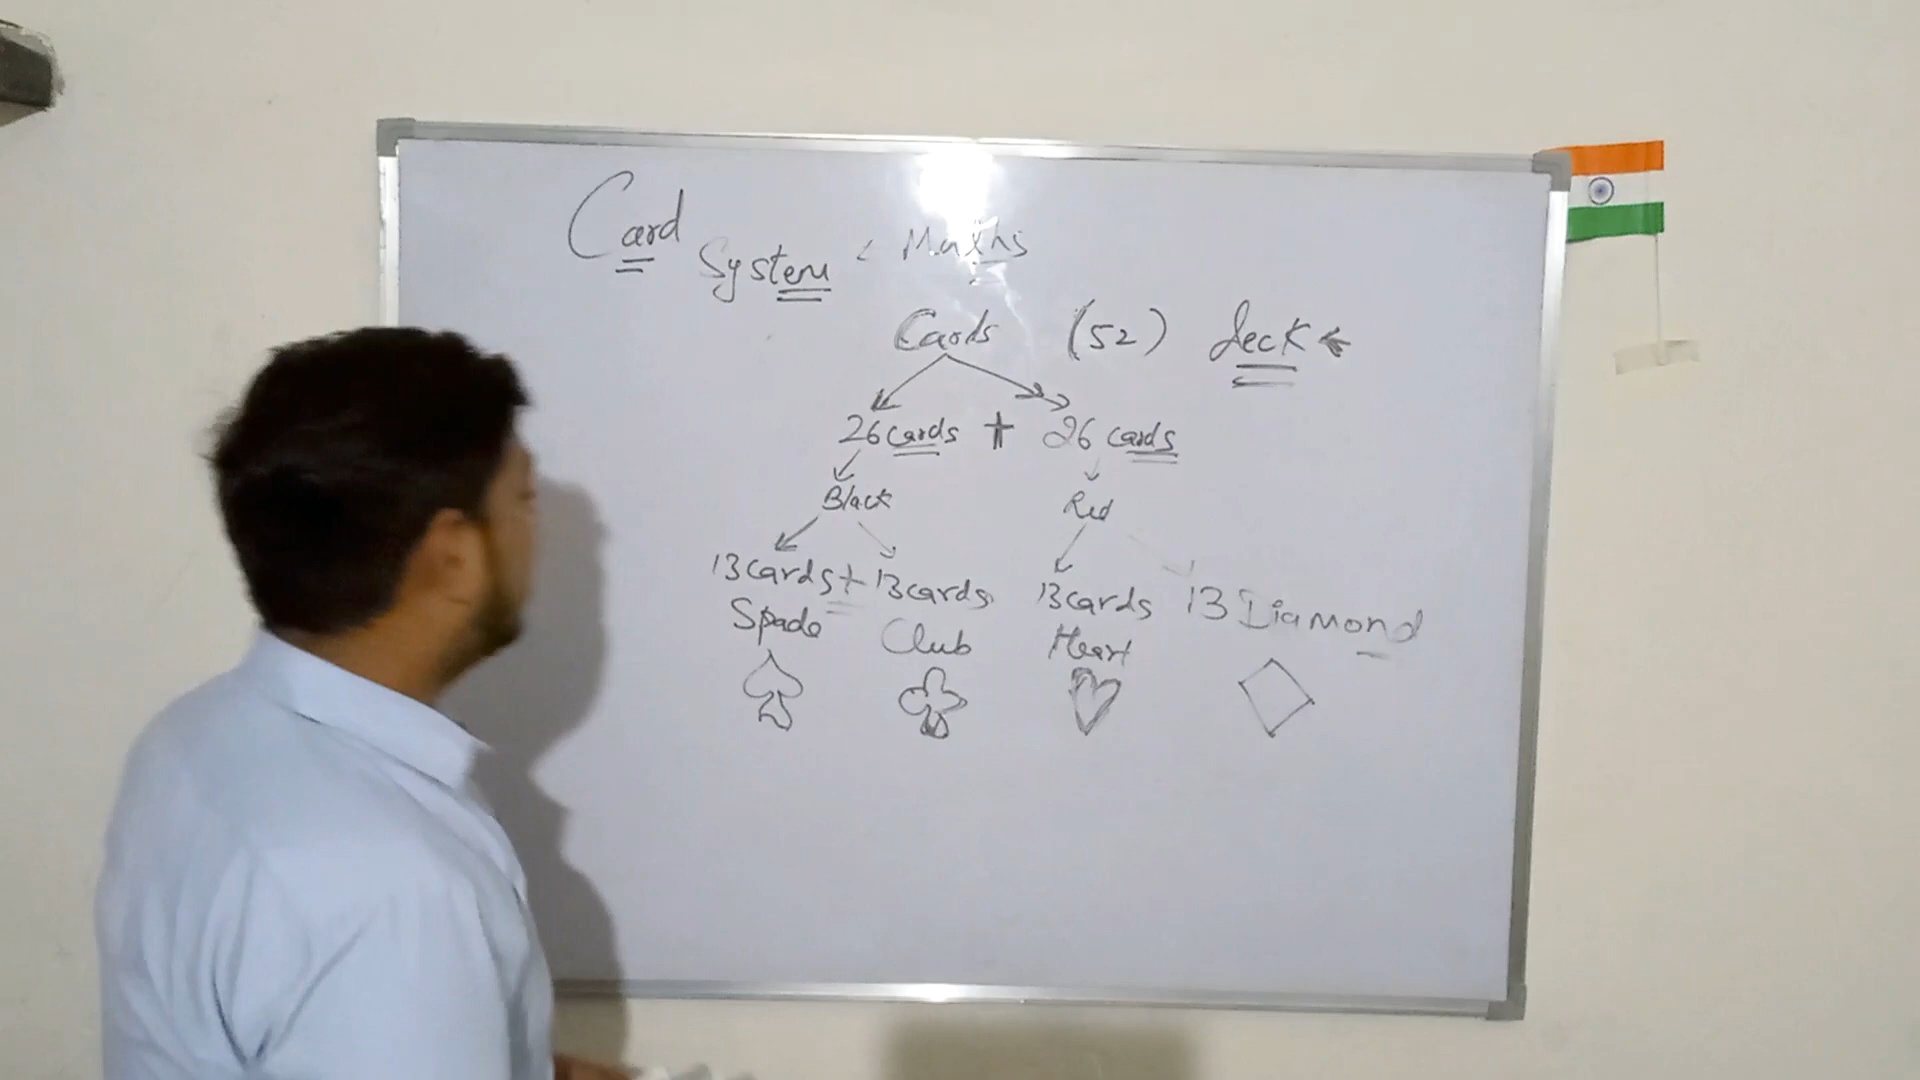 Card
System < Maths
Cards (52) deck
26 cards + 26 cards
Black Red
13 cards + 13 cards 13 cards 13 Diamond
Spade Club Heart